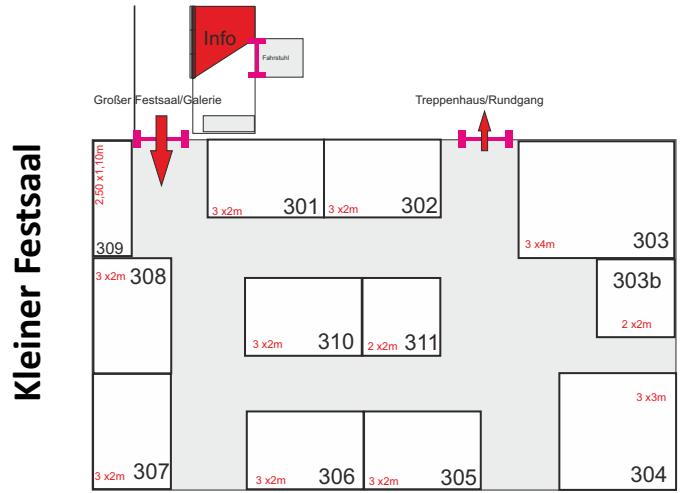 Kleiner Festsaal
Info
Fahrstuhl
Großer Festsaal/Galerie
Treppenhaus/Rundgang
2,50 x1,10m
309
3 x2m 301
3 x2m 302
3 x4m 303
3 x2m 308
303b
2 x2m
3 x2m 310
2 x2m 311
3 x3m
304
3 x2m 307
3 x2m 306
3 x2m 305